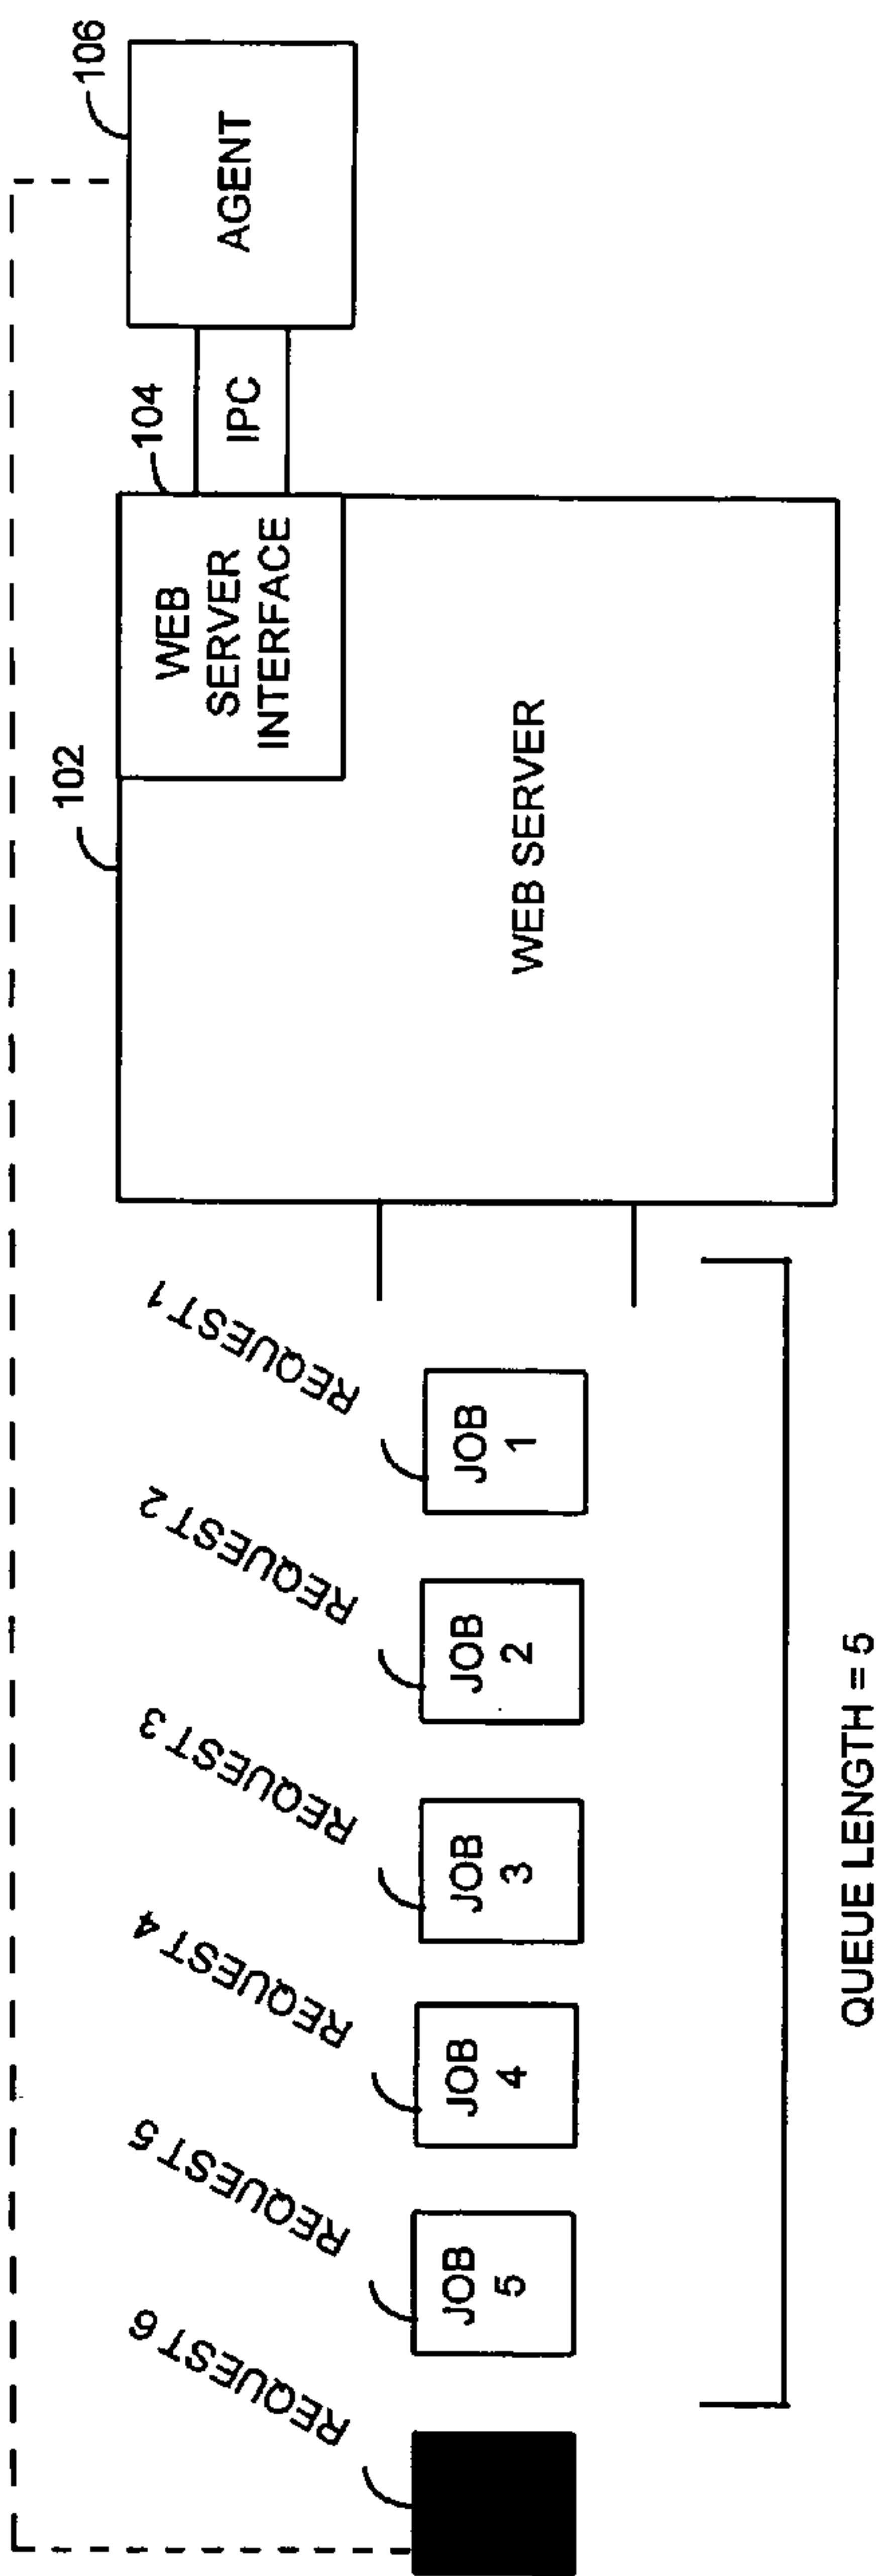 REQUEST 6
REQUEST 5
REQUEST 4
REQUEST 3
REQUEST 2
REQUEST 1
JOB
5
JOB
4
JOB
3
JOB
2
JOB
1
QUEUE LENGTH = 5
102
WEB SERVER
WEB
SERVER
INTERFACE
104
IPC
106
AGENT